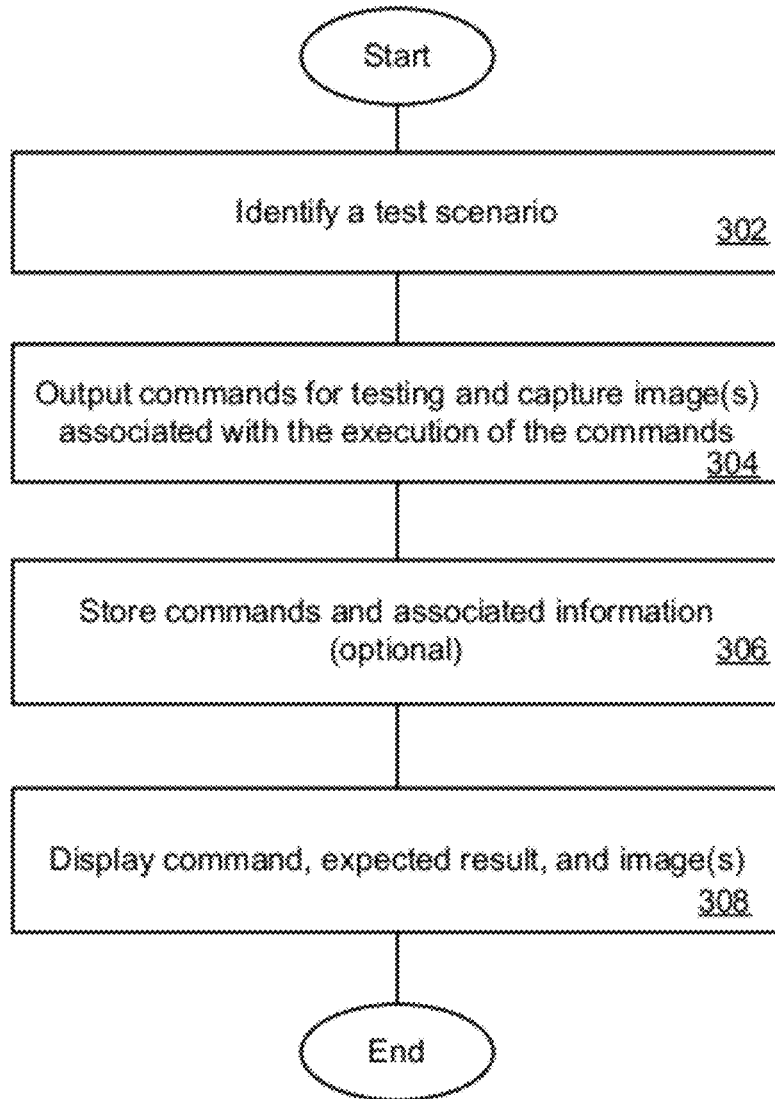 Start
Identify a test scenario
302
Output commands for testing and capture image(s)
associated with the execution of the commands
304
Store commands and associated information
(optional)
306
Display command, expected result, and image(s)
308
End